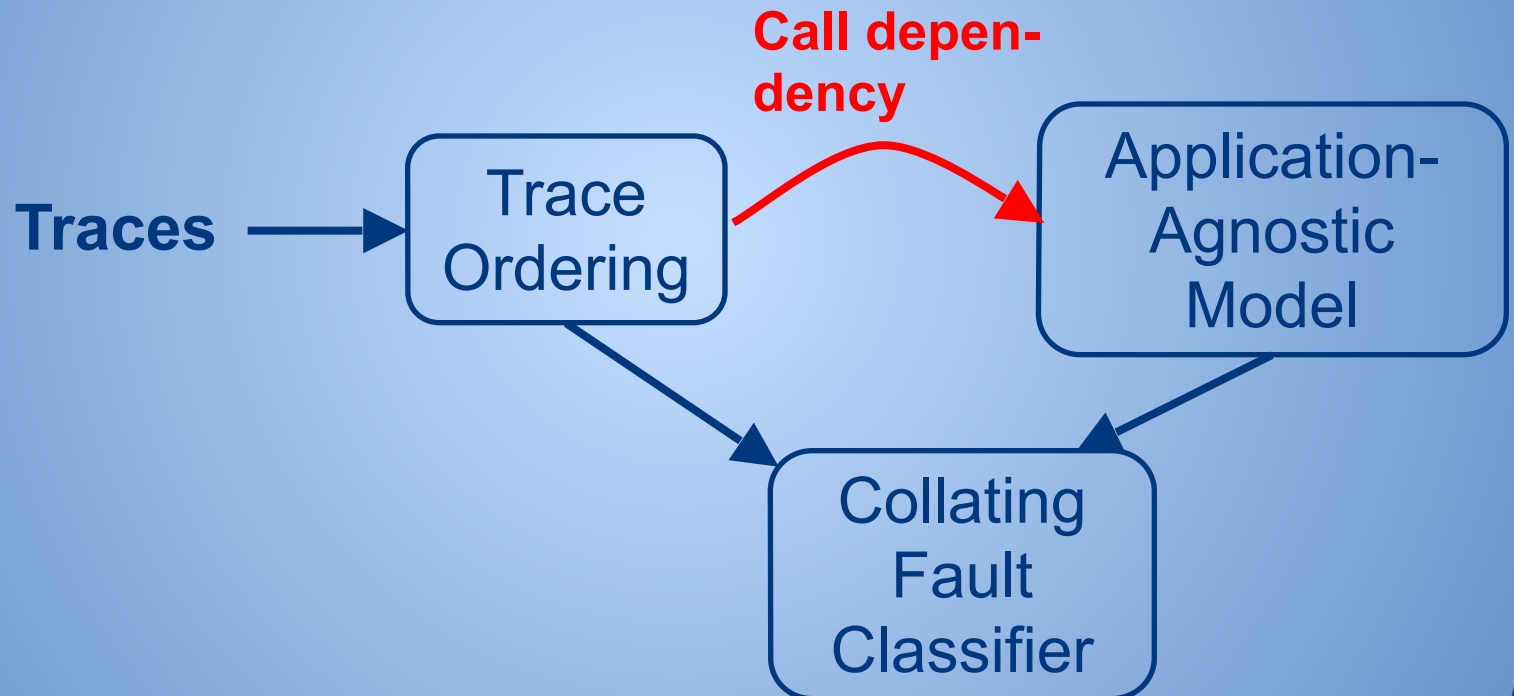 Call depen-
dency
Traces
Trace
Ordering
Application-
Agnostic
Model
Collating
Fault
Classifier